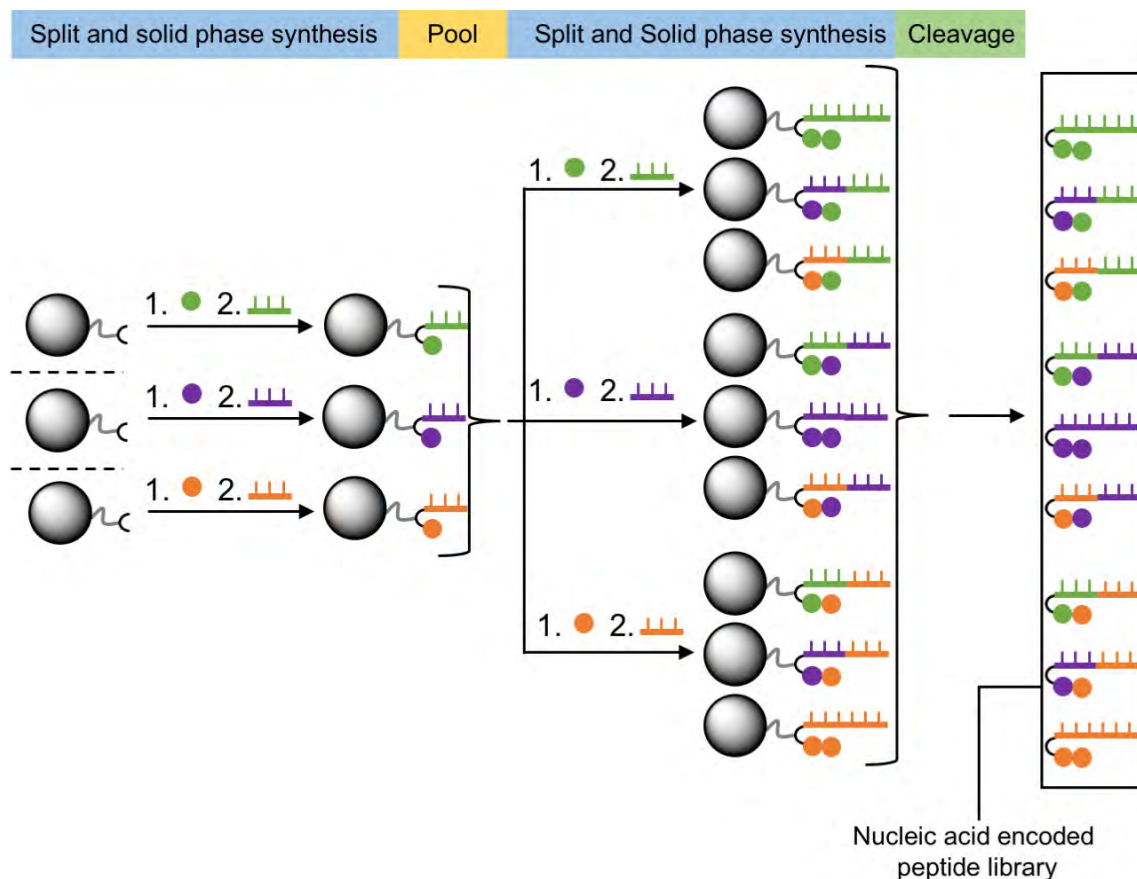 Split and solid phase synthesis
Pool
Split and Solid phase synthesis
Cleavage
1. 2.
1. 2.
1. 2.
1. 2.
1. 2.
1. 2.
Nucleic acid encoded
peptide library